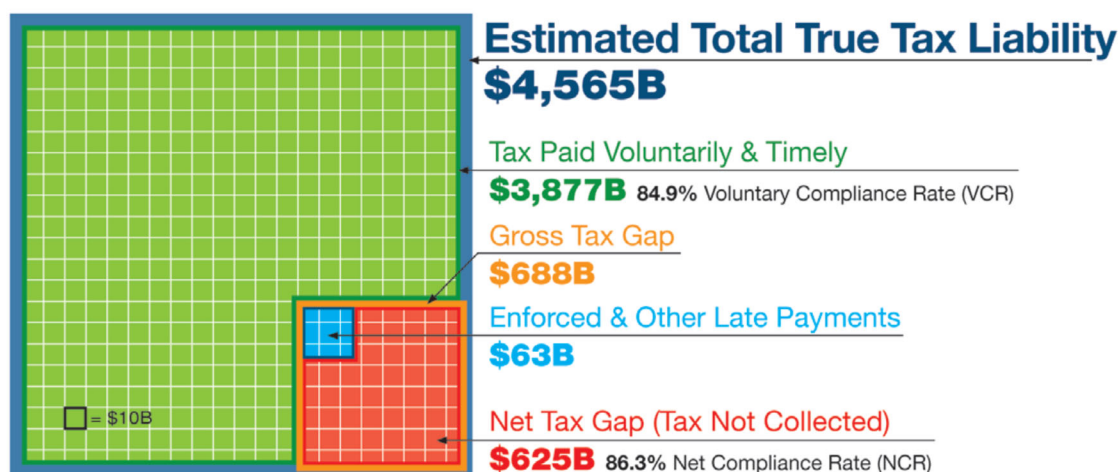 Estimated Total True Tax Liability
$4,565B
Tax Paid Voluntarily & Timely
$3,877B 84.9% Voluntary Compliance Rate (VCR)
Gross Tax Gap
$688B
Enforced & Other Late Payments
$63B
= $10B
Net Tax Gap (Tax Not Collected)
$625B 86.3% Net Compliance Rate (NCR)